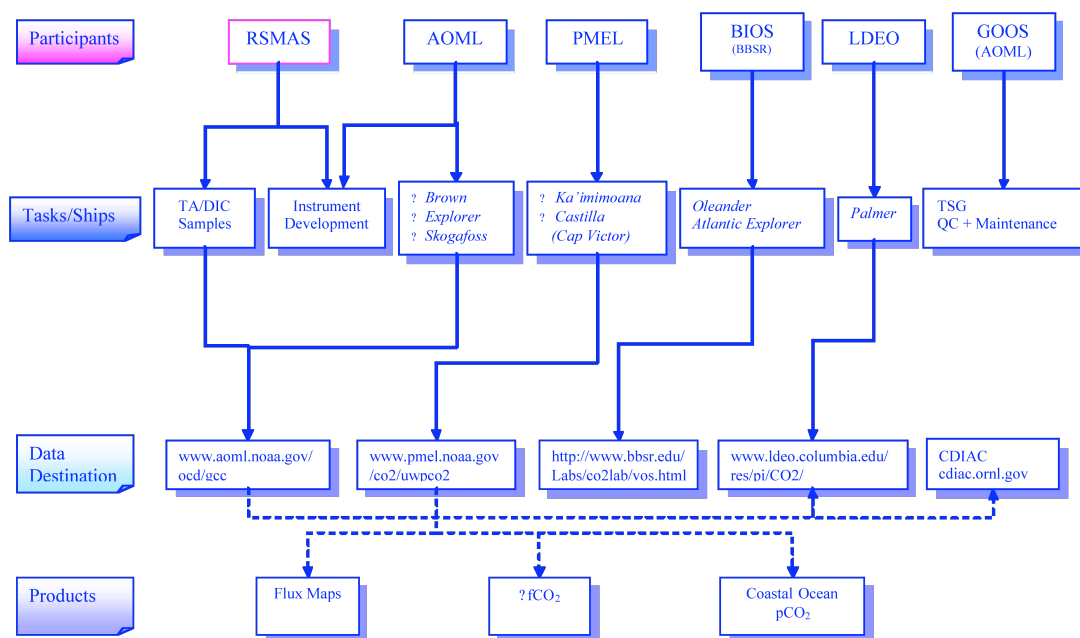 Participants
RSMAS
AOML
PMEL
BIOS
(BBSR)
LDEO
GOOS
(AOML)
Tasks/Ships
TA/DIC
Samples
Instrument
Development
? Brown
? Explorer
? Skogafoss
? Ka’imimoana
? Castilla
(Cap Victor)
Oleander
Atlantic Explorer
Palmer
TSG
QC + Maintenance
Data
Destination
www.aoml.noaa.gov/
ocd/gcc
www.pmel.noaa.gov
/co2/uwpco2
http://www.bbsr.edu/
Labs/co2lab/vos.html
www.ldeo.columbia.edu/
res/pi/CO2/
CDIAC
cdiac.ornl.gov
Products
Flux Maps
?fCO₂
Coastal Ocean
pCO₂